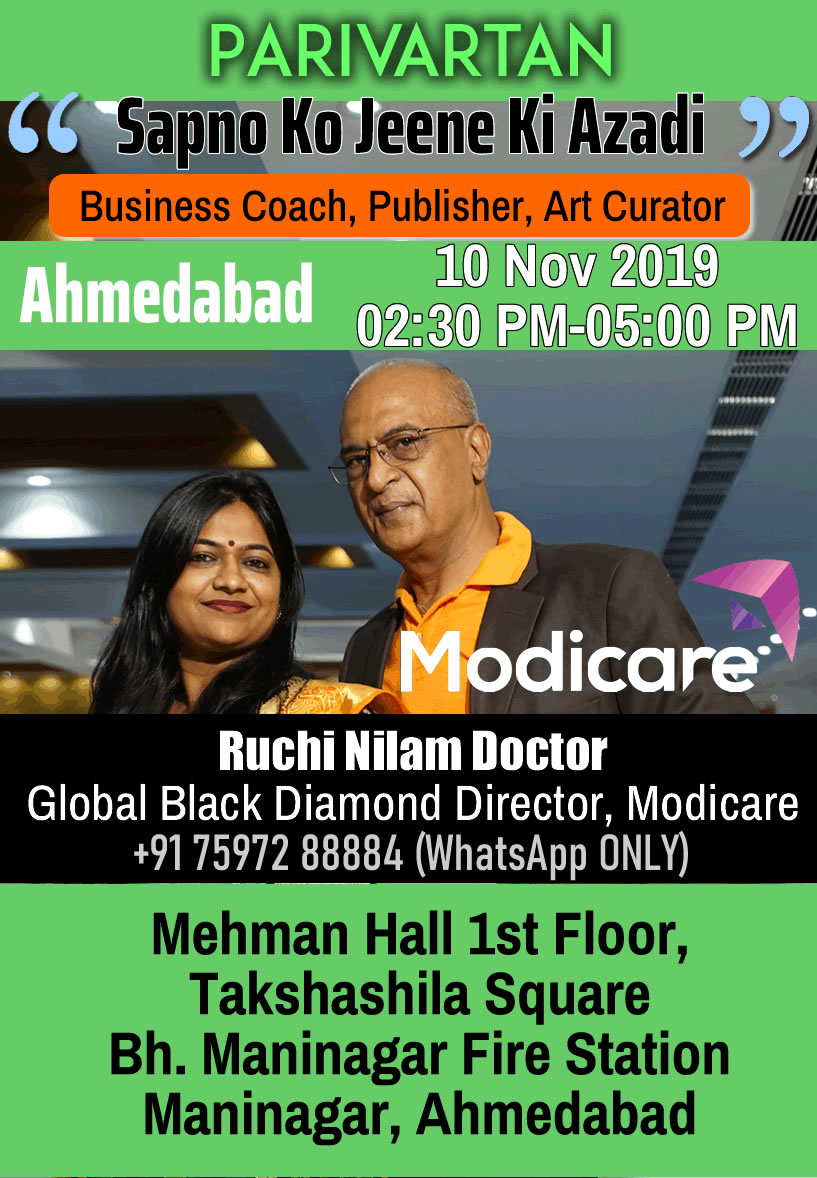 PARIVARTAN
“ Sapno Ko Jeene Ki Azadi ”
Business Coach, Publisher, Art Curator
Ahmedabad
10 Nov 2019
02:30 PM-05:00 PM
Modicare
Ruchi Nilam Doctor
Global Black Diamond Director, Modicare
+91 75972 88884 (WhatsApp ONLY)
Mehman Hall 1st Floor,
Takshashila Square
Bh. Maninagar Fire Station
Maninagar, Ahmedabad